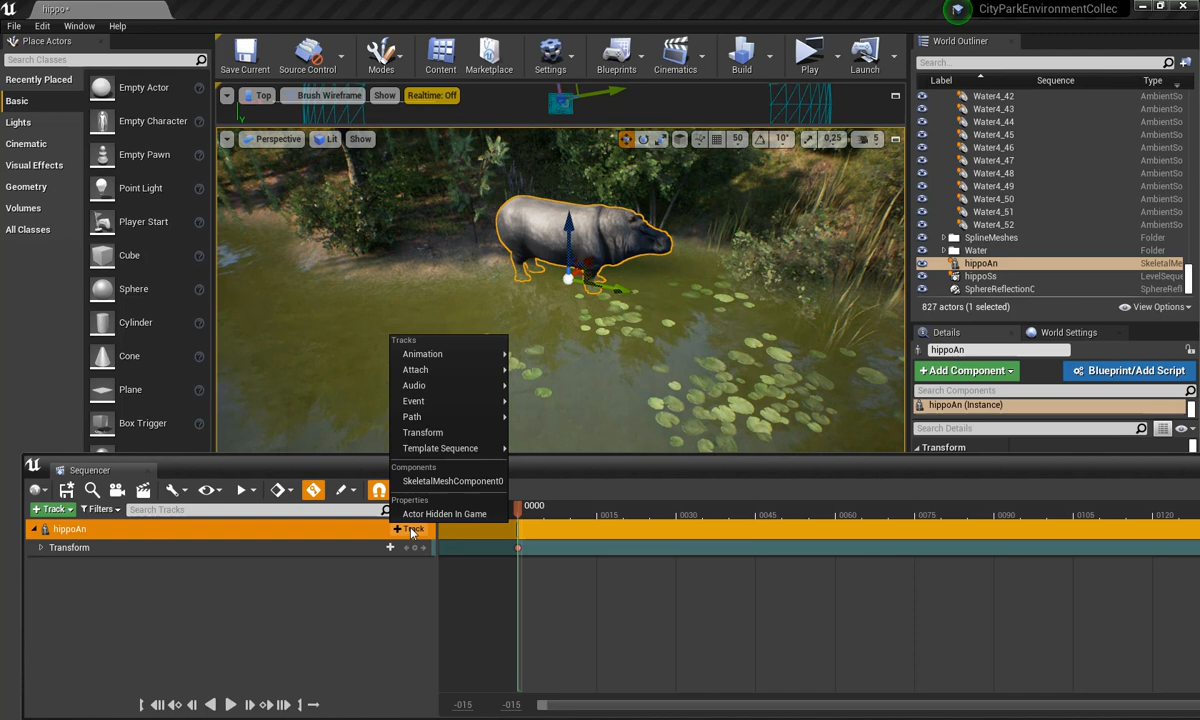 hippo*
CityParkEnvironmentCollec
File Edit Window Help
Place Actors
Search Classes
Recently Placed
Basic
Lights
Cinematic
Visual Effects
Geometry
Volumes
All Classes
Empty Actor
Empty Character
Empty Pawn
Point Light
Player Start
Cube
Sphere
Cylinder
Cone
Plane
Box Trigger
Save Current
Source Control
Modes
Content
Marketplace
Settings
Blueprints
Cinematics
Build
Play
Launch
Top Brush Wireframe Show Realtime: Off
Y
Perspective Lit Show
50 10° 0.25 5
World Outliner
Search...
Label Sequence Type
Water4_42 AmbientSo
Water4_43 AmbientSo
Water4_44 AmbientSo
Water4_45 AmbientSo
Water4_46 AmbientSo
Water4_47 AmbientSo
Water4_48 AmbientSo
Water4_49 AmbientSo
Water4_50 AmbientSo
Water4_51 AmbientSo
Water4_52 AmbientSo
SplineMeshes Folder
Water Folder
hippoAn SkeletalMe
hippoSs LevelSeque
SphereReflectionC SphereRefl
827 actors (1 selected)
View Options
Details World Settings
hippoAn
+Add Component
Blueprint/Add Script
Search Components
hippoAn (Instance)
Search Details
Transform
Tracks
Animation
Attach
Audio
Event
Path
Transform
Template Sequence
Components
SkeletalMeshComponent0
Properties
Actor Hidden In Game
Sequencer
+ Track Filters Search Tracks
0000
0015 0030 0045 0060 0075 0090 0105 0120
hippoAn + Track
Transform
-015 -015